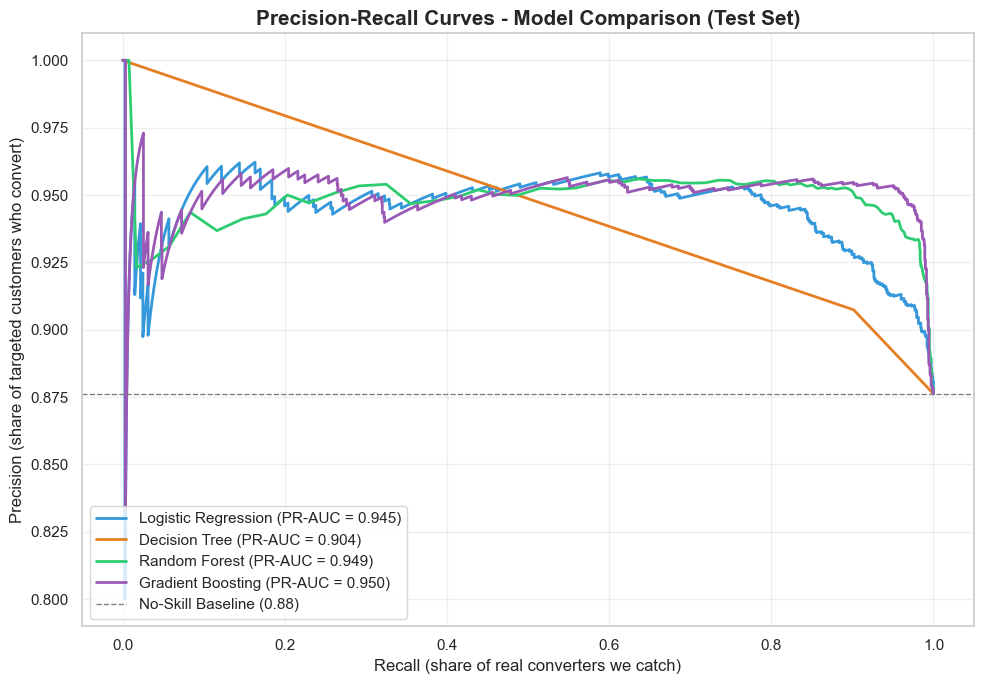 Precision-Recall Curves - Model Comparison (Test Set)
Precision (share of targeted customers who convert)
1.000
0.975
0.950
0.925
0.900
0.875
0.850
0.825
0.800
Logistic Regression (PR-AUC = 0.945)
Decision Tree (PR-AUC = 0.904)
Random Forest (PR-AUC = 0.949)
Gradient Boosting (PR-AUC = 0.950)
No-Skill Baseline (0.88)
0.0 0.2 0.4 0.6 0.8 1.0
Recall (share of real converters we catch)